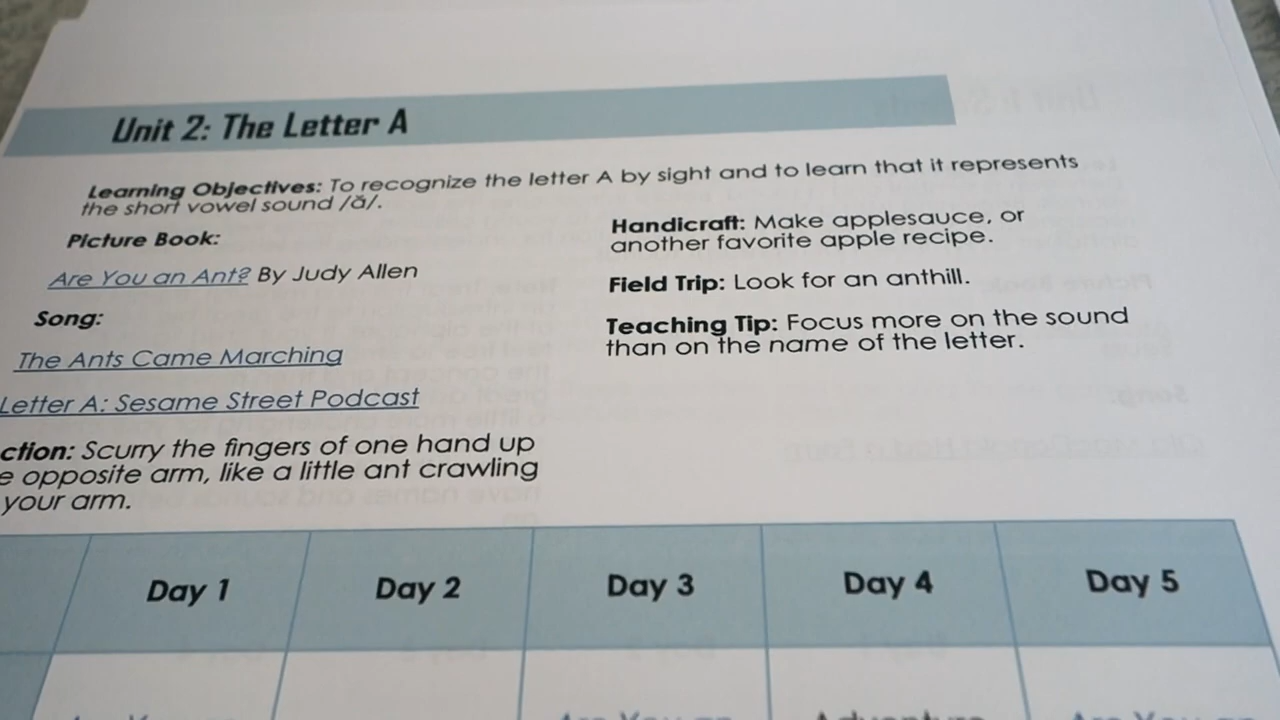 Unit 2: The Letter A
Learning Objectives: To recognize the letter A by sight and to learn that it represents
the short vowel sound /ă/.
Picture Book:
Are You an Ant? By Judy Allen
Song:
The Ants Came Marching
Letter A: Sesame Street Podcast
ction: Scurry the fingers of one hand up
e opposite arm, like a little ant crawling
your arm.
Handicraft: Make applesauce, or
another favorite apple recipe.
Field Trip: Look for an anthill.
Teaching Tip: Focus more on the sound
than on the name of the letter.
Day 1 Day 2 Day 3 Day 4 Day 5